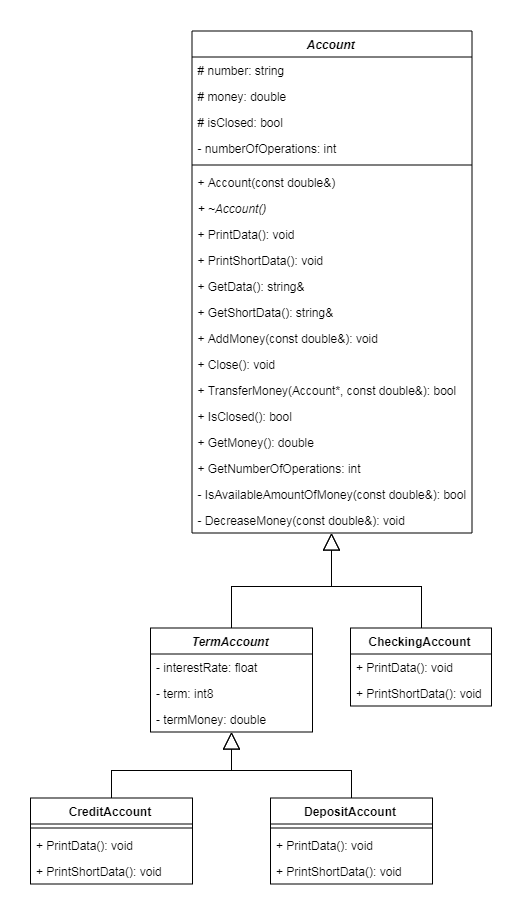 Account
# number: string
# money: double
# isClosed: bool
- numberOfOperations: int
+ Account(const double&)
+ ~Account()
+ PrintData(): void
+ PrintShortData(): void
+ GetData(): string&
+ GetShortData(): string&
+ AddMoney(const double&): void
+ Close(): void
+ TransferMoney(Account*, const double&): bool
+ IsClosed(): bool
+ GetMoney(): double
+ GetNumberOfOperations: int
- IsAvailableAmountOfMoney(const double&): bool
- DecreaseMoney(const double&): void
TermAccount
- interestRate: float
- term: int8
- termMoney: double
CheckingAccount
+ PrintData(): void
+ PrintShortData(): void
CreditAccount
+ PrintData(): void
+ PrintShortData(): void
DepositAccount
+ PrintData(): void
+ PrintShortData(): void